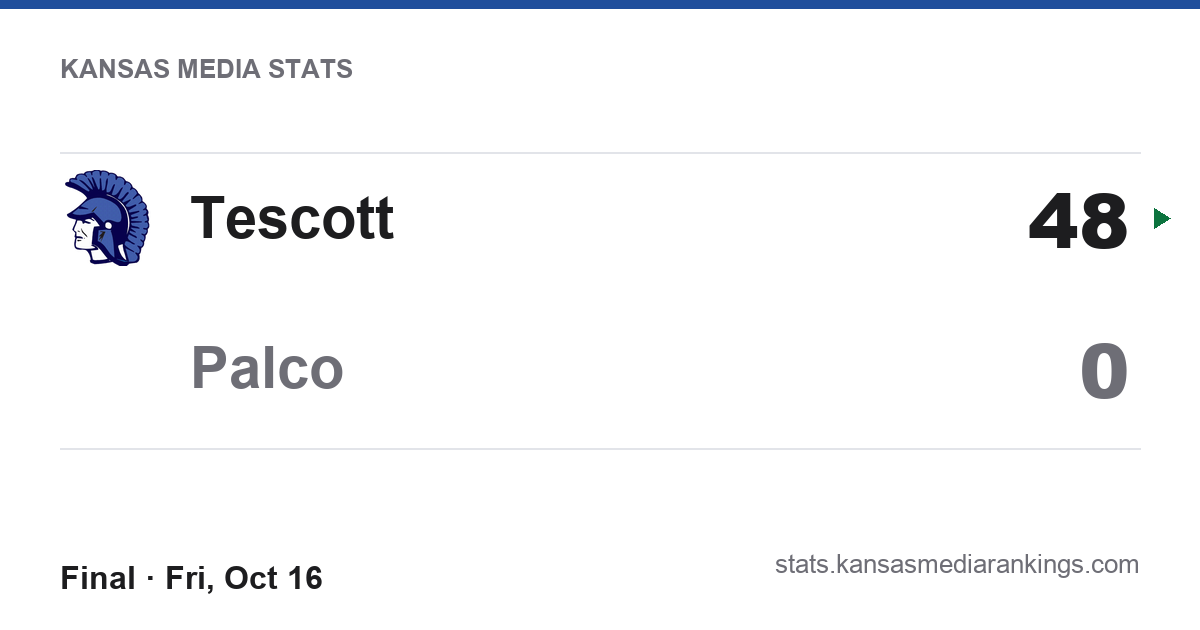 KANSAS MEDIA STATS
Tescott 48
Palco 0
Final · Fri, Oct 16
stats.kansasmediarankings.com